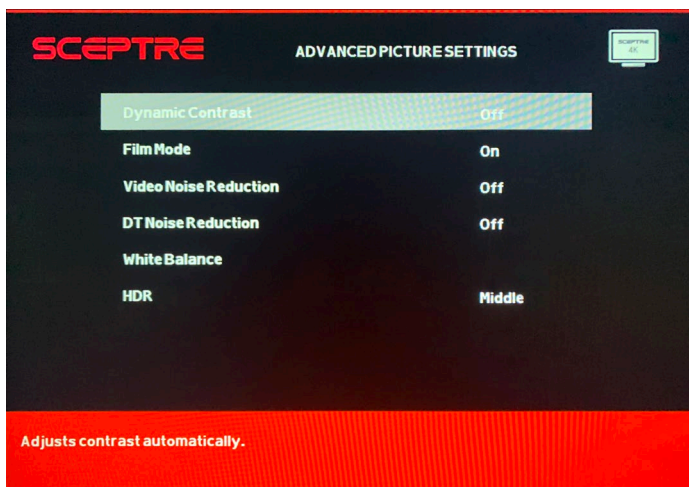 SCEPTRE
ADVANCED PICTURE SETTINGS
SCEPTRE
4K
Dynamic Contrast Off
Film Mode On
Video Noise Reduction Off
DT Noise Reduction Off
White Balance
HDR Middle
Adjusts contrast automatically.